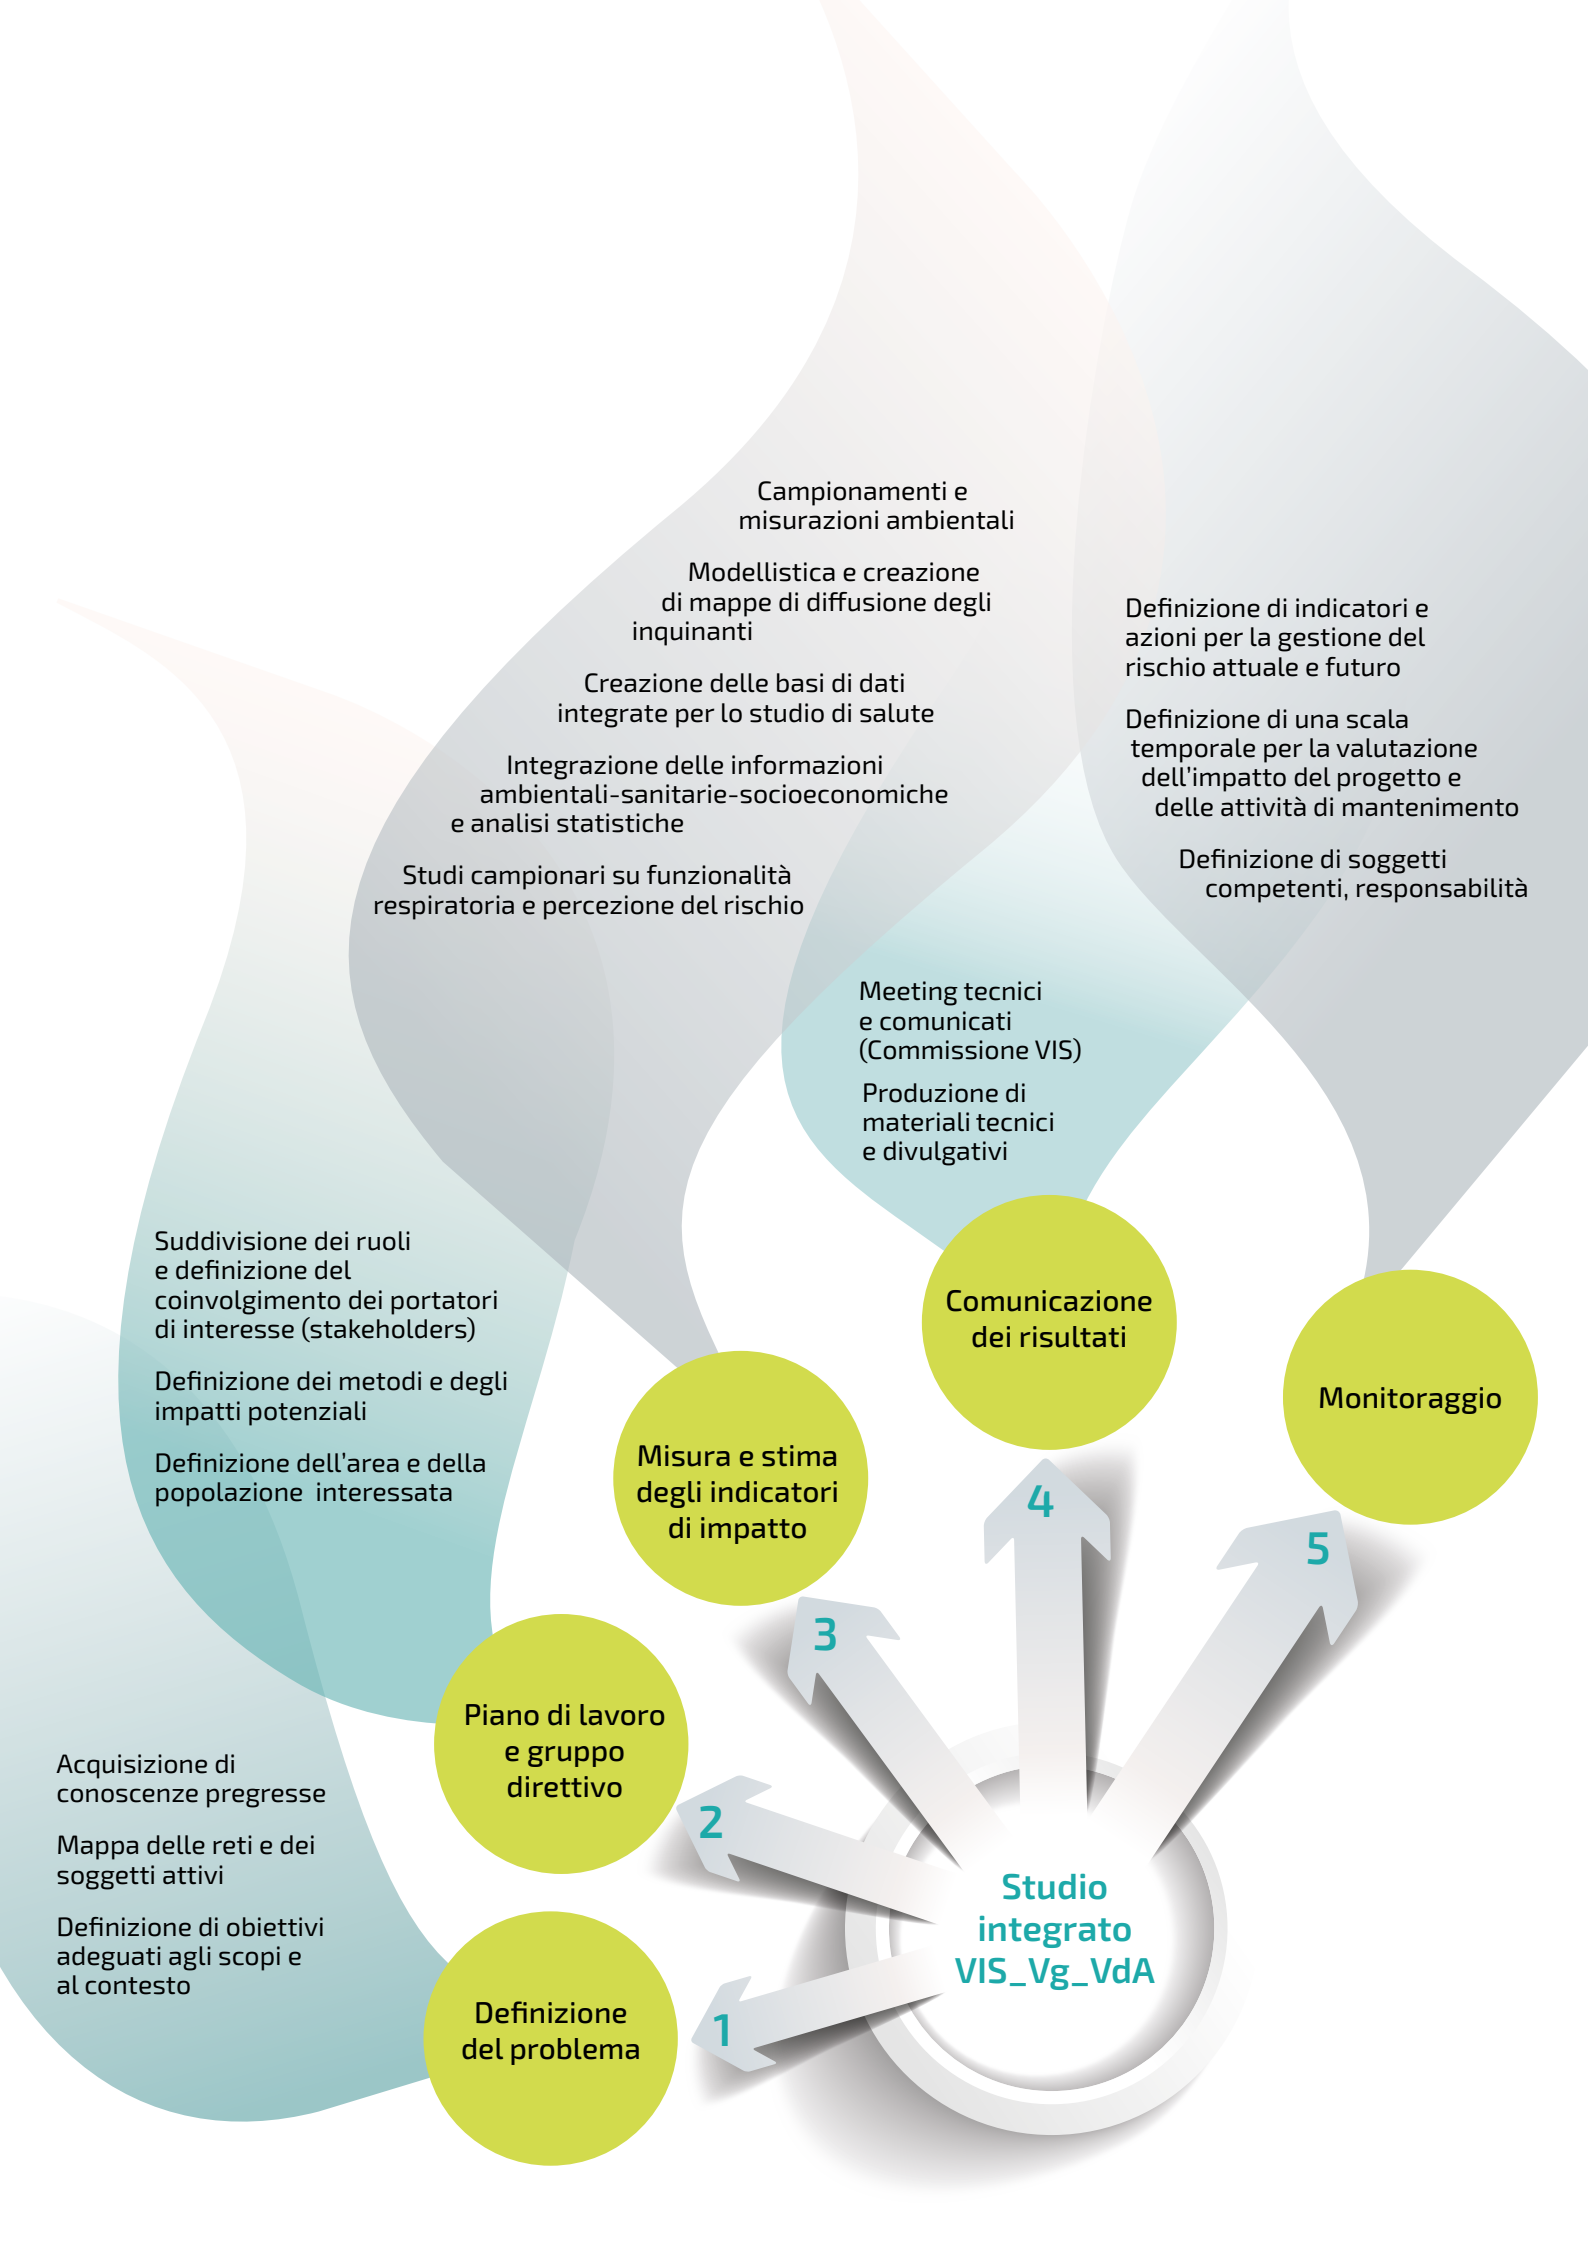 Campionamenti e
misurazioni ambientali
Modellistica e creazione
di mappe di diffusione degli
inquinanti
Creazione delle basi di dati
integrate per lo studio di salute
Integrazione delle informazioni
ambientali-sanitarie-socioeconomiche
e analisi statistiche
Studi campionari su funzionalità
respiratoria e percezione del rischio
Definizione di indicatori e
azioni per la gestione del
rischio attuale e futuro
Definizione di una scala
temporale per la valutazione
dell'impatto del progetto e
delle attività di mantenimento
Definizione di soggetti
competenti, responsabilità
Meeting tecnici
e comunicati
(Commissione VIS)
Produzione di
materiali tecnici
e divulgativi
Suddivisione dei ruoli
e definizione del
coinvolgimento dei portatori
di interesse (stakeholders)
Definizione dei metodi e degli
impatti potenziali
Definizione dell'area e della
popolazione interessata
Comunicazione
dei risultati
Monitoraggio
Misura e stima
degli indicatori
di impatto
4
5
3
Piano di lavoro
e gruppo
direttivo
2
Acquisizione di
conoscenze pregresse
Mappa delle reti e dei
soggetti attivi
Definizione di obiettivi
adeguati agli scopi e
al contesto
Studio
integrato
VIS_Vg_VdA
Definizione
del problema
1